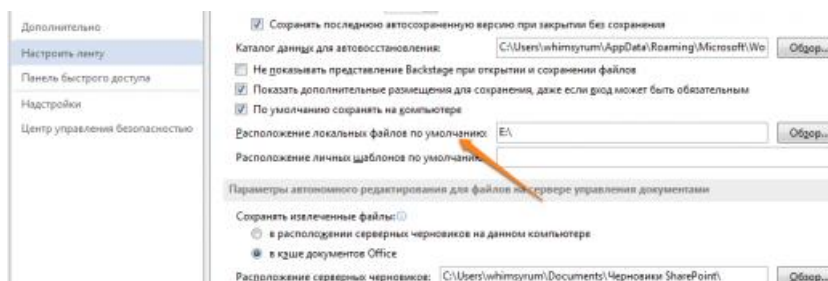 Дополнительно
Настроить ленту
Панель быстрого доступа
Надстройки
Центр управления безопасностью
Сохранять последнюю автосохраненную версию при закрытии без сохранения
Каталог данных для автовосстановления: C:\Users\whimsyrum\AppData\Roaming\Microsoft\Wo Обзор...
Не показывать представление Backstage при открытии и сохранении файлов
Показать дополнительные размещения для сохранения, даже если вход может быть обязательным
По умолчанию сохранять на компьютере
Расположение локальных файлов по умолчанию: E:\ Обзор...
Расположение личных шаблонов по умолчанию:
Параметры автономного редактирования для файлов на сервере управления документами
Сохранять извлеченные файлы:
в расположении серверных черновиков на данном компьютере
в кэше документов Office
Расположение серверных черновиков: C:\Users\whimsyrum\Documents\Черновики SharePoint\ Обзор...